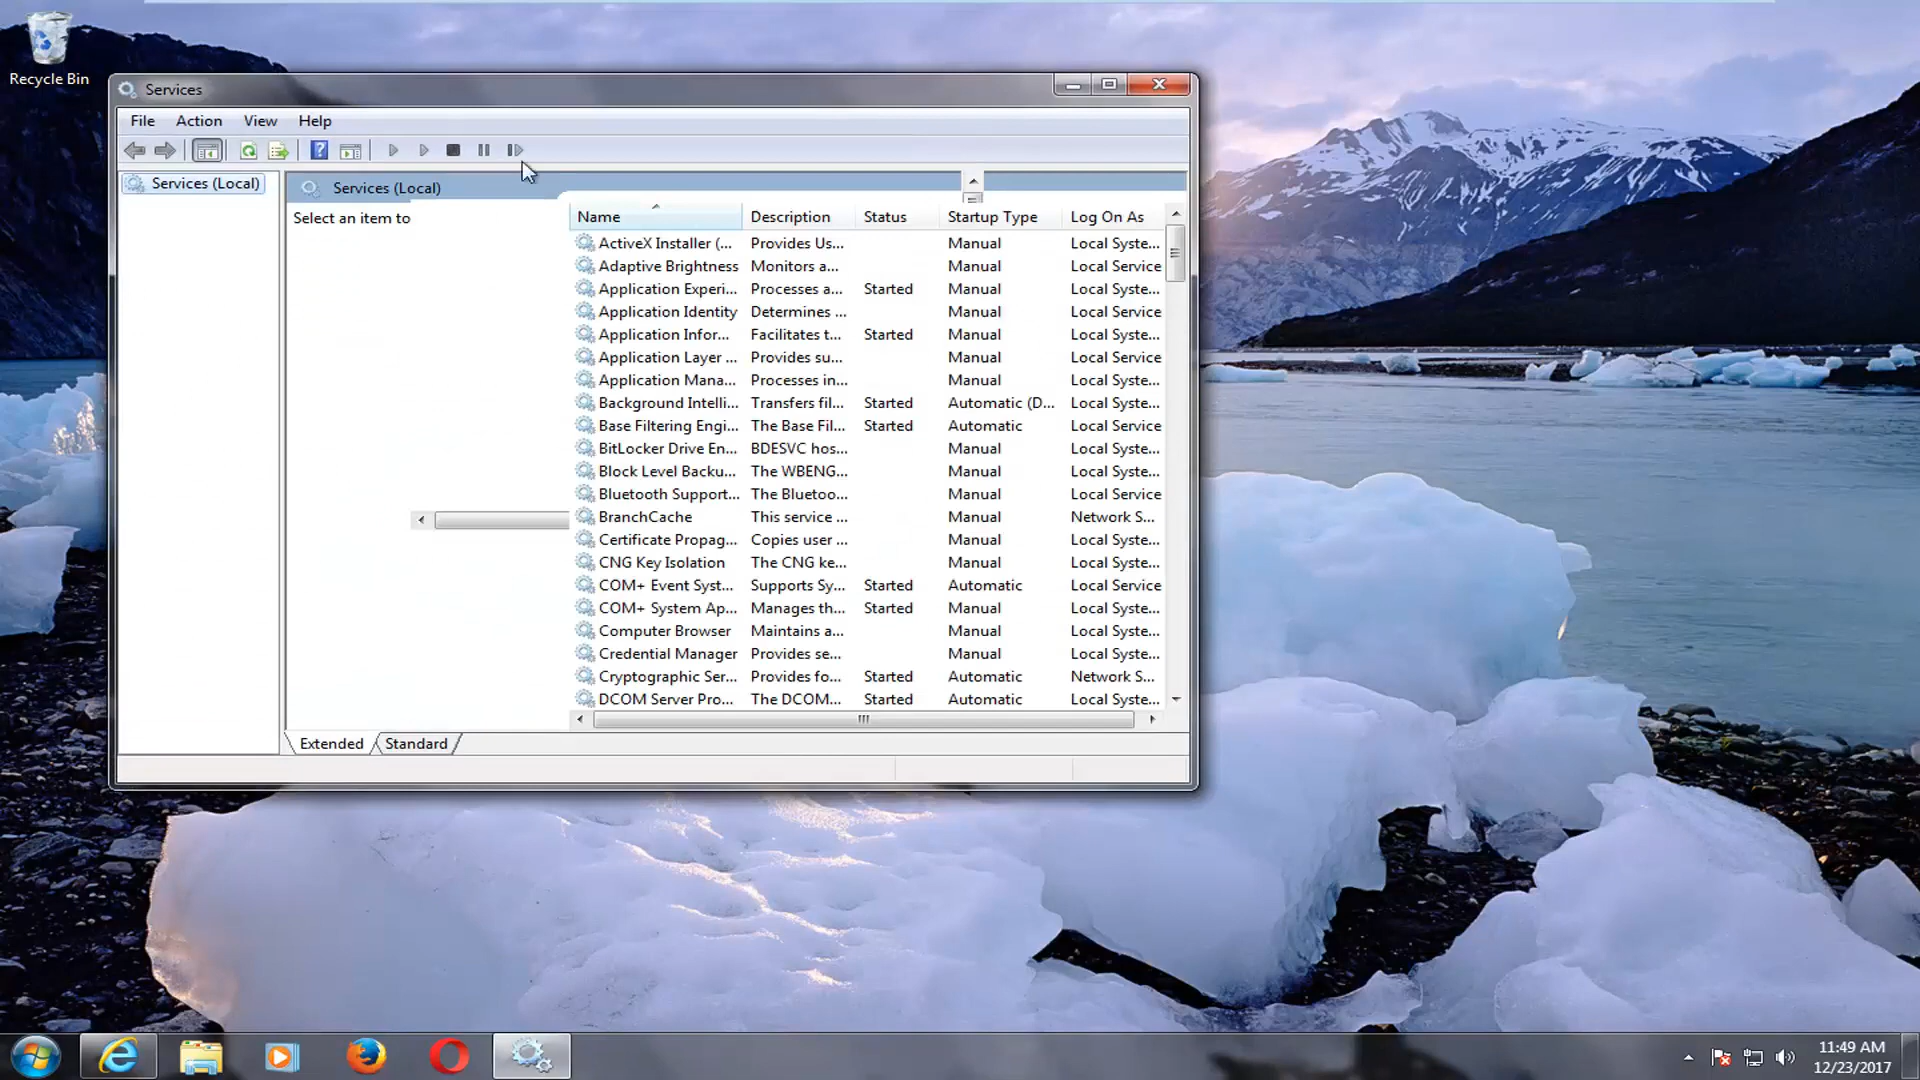 Recycle Bin
Services
File Action View Help
Services (Local)
Services (Local)
Select an item to
Name Description Status Startup Type Log On As
ActiveX Installer (... Provides Us... Manual Local Syste...
Adaptive Brightness Monitors a... Manual Local Service
Application Experi... Processes a... Started Manual Local Syste...
Application Identity Determines ... Manual Local Service
Application Infor... Facilitates t... Started Manual Local Syste...
Application Layer ... Provides su... Manual Local Service
Application Mana... Processes in... Manual Local Syste...
Background Intelli... Transfers fil... Started Automatic (D... Local Syste...
Base Filtering Engi... The Base Fil... Started Automatic Local Service
BitLocker Drive En... BDESVC hos... Manual Local Syste...
Block Level Backu... The WBENG... Manual Local Syste...
Bluetooth Support... The Bluetoo... Manual Local Service
BranchCache This service ... Manual Network S...
Certificate Propag... Copies user ... Manual Local Syste...
CNG Key Isolation The CNG ke... Manual Local Syste...
COM+ Event Syst... Supports Sy... Started Automatic Local Service
COM+ System Ap... Manages th... Started Manual Local Syste...
Computer Browser Maintains a... Manual Local Syste...
Credential Manager Provides se... Manual Local Syste...
Cryptographic Ser... Provides fo... Started Automatic Network S...
DCOM Server Pro... The DCOM... Started Automatic Local Syste...
Extended Standard
11:49 AM
12/23/2017